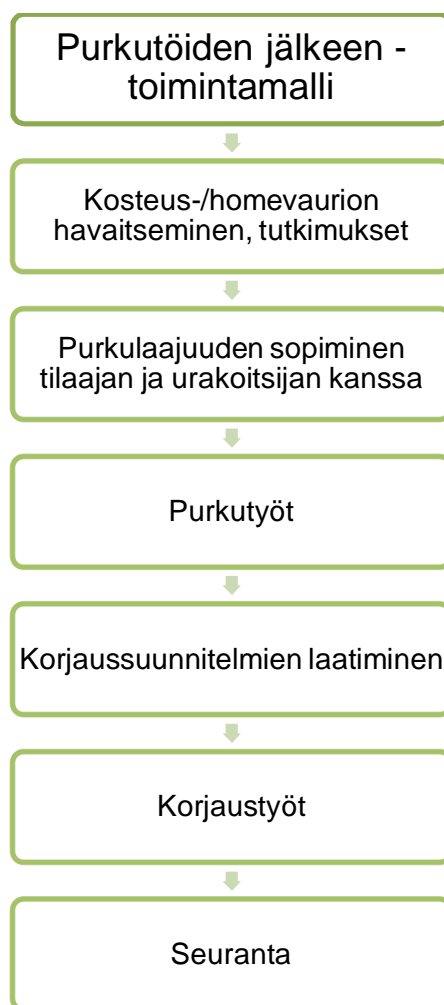 Purkutöiden jälkeen -
toimintamalli
Kosteus-/homevaurion
havaitseminen, tutkimukset
Purkulaajuuden sopiminen
tilaajan ja urakoitsijan kanssa
Purkutyöt
Korjaussuunnitelmien laatiminen
Korjaustyöt
Seuranta